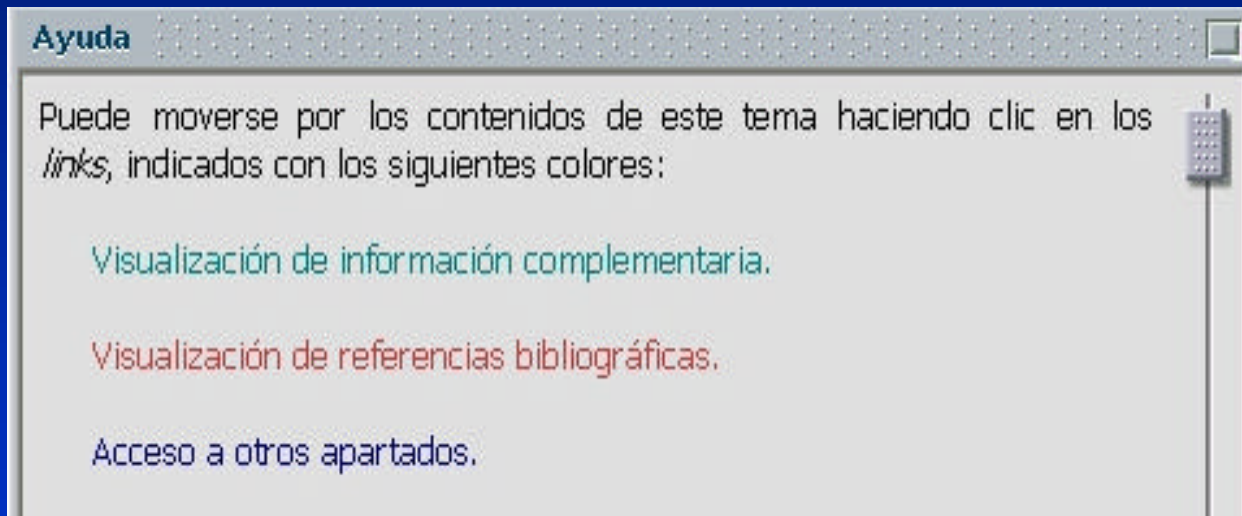 Ayuda
Puede moverse por los contenidos de este tema haciendo clic en los
links, indicados con los siguientes colores:
Visualización de información complementaria.
Visualización de referencias bibliográficas.
Acceso a otros apartados.